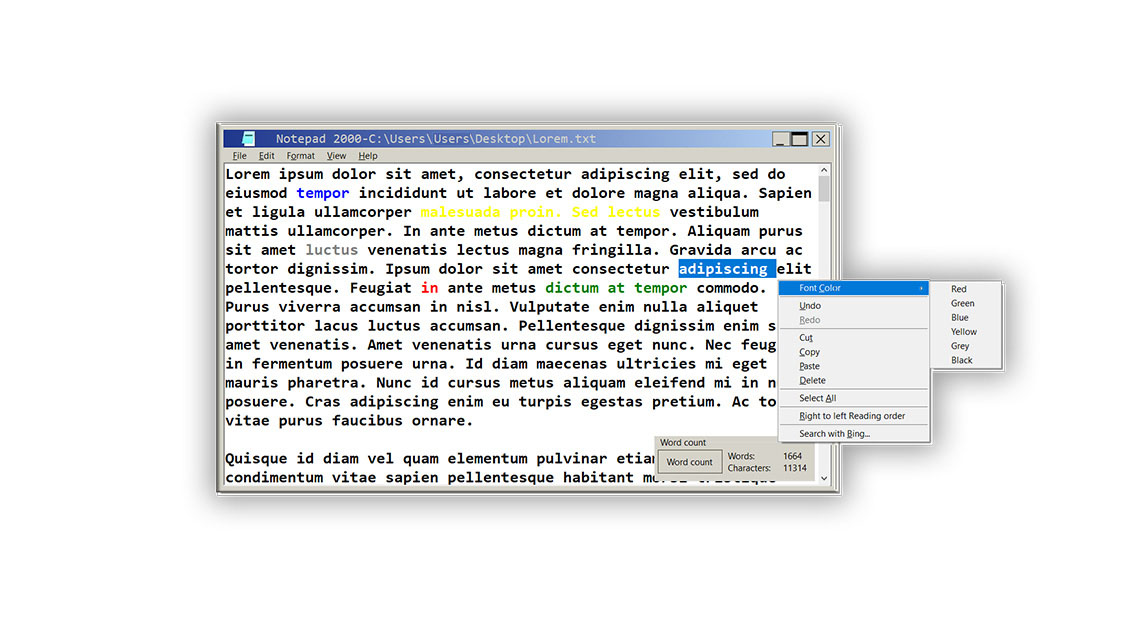 Notepad 2000-C:\Users\Users\Desktop\Lorem.txt
File Edit Format View Help
Lorem ipsum dolor sit amet, consectetur adipiscing elit, sed do
eiusmod tempor incididunt ut labore et dolore magna aliqua. Sapien
et ligula ullamcorper malesuada proin. Sed lectus vestibulum
mattis ullamcorper. In ante metus dictum at tempor. Aliquam purus
sit amet luctus venenatis lectus magna fringilla. Gravida arcu ac
tortor dignissim. Ipsum dolor sit amet consectetur adipiscing elit
pellentesque. Feugiat in ante metus dictum at tempor commodo.
Purus viverra accumsan in nisl. Vulputate enim nulla aliquet
porttitor lacus luctus accumsan. Pellentesque dignissim enim s
amet venenatis. Amet venenatis urna cursus eget nunc. Nec feug
in fermentum posuere urna. Id diam maecenas ultricies mi eget
mauris pharetra. Nunc id cursus metus aliquam eleifend mi in n
posuere. Cras adipiscing enim eu turpis egestas pretium. Ac to
vitae purus faucibus ornare.
Quisque id diam vel quam elementum pulvinar etia
condimentum vitae sapien pellentesque habitant
Font Color
Undo
Redo
Cut
Copy
Paste
Delete
Select All
Right to left Reading order
Search with Bing...
Red
Green
Blue
Yellow
Grey
Black
Word count
Word count
Words: 1664
Characters: 11314